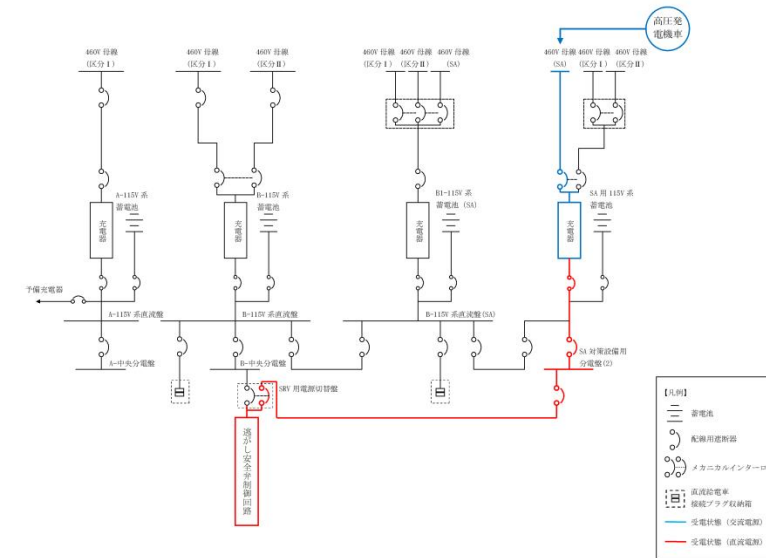 高圧発
電機車
460V 母線
(区分Ⅰ)
460V 母線
(区分Ⅰ)
460V 母線
(区分Ⅱ)
460V 母線
(区分Ⅰ)
460V 母線
(区分Ⅱ)
460V 母線
(SA)
460V 母線
(SA)
460V 母線
(区分Ⅰ)
460V 母線
(区分Ⅱ)
A-115V 系
蓄電池
充電器
B-115V 系
蓄電池
充電器
B1-115V 系
蓄電池 (SA)
充電器
SA 用 115V 系
蓄電池
充電器
予備充電器
A-115V 系直流盤
B-115V 系直流盤
B-115V 系直流盤(SA)
A-中央分電盤
B-中央分電盤
SA 対策設備用
分電盤(2)
SRV 用電源切替盤
逃がし安全弁制御回路
【凡例】
蓄電池
配線用遮断器
メカニカルインターロ
直流給電車
接続プラグ収納箱
受電状態 (交流電源)
受電状態 (直流電源)